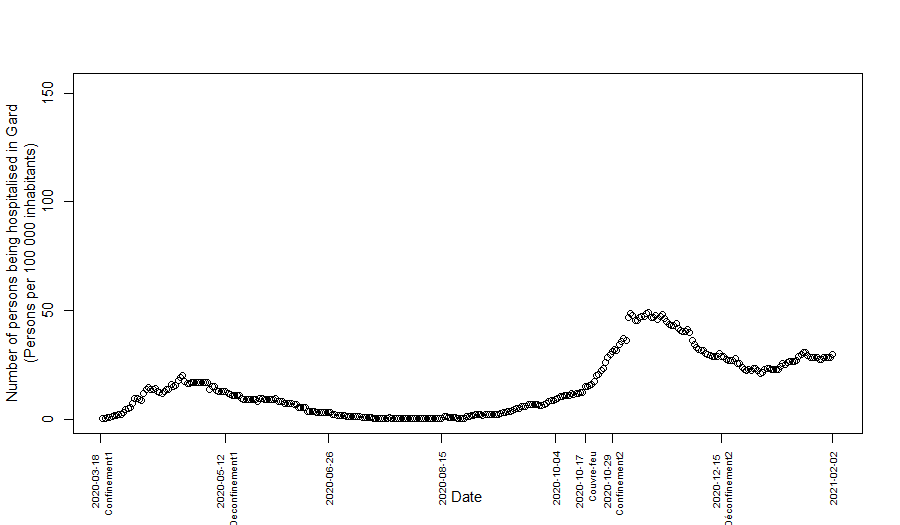 Number of persons being hospitalised in Gard
(Persons per 100 000 inhabitants)
150
100
50
0
2020-03-18
Confinement1
2020-05-12
Déconfinement1
2020-06-26
2020-08-15
2020-10-04
2020-10-17
Couvre-feu
2020-10-29
Confinement2
2020-12-15
Déconfinement2
2021-02-02
Date